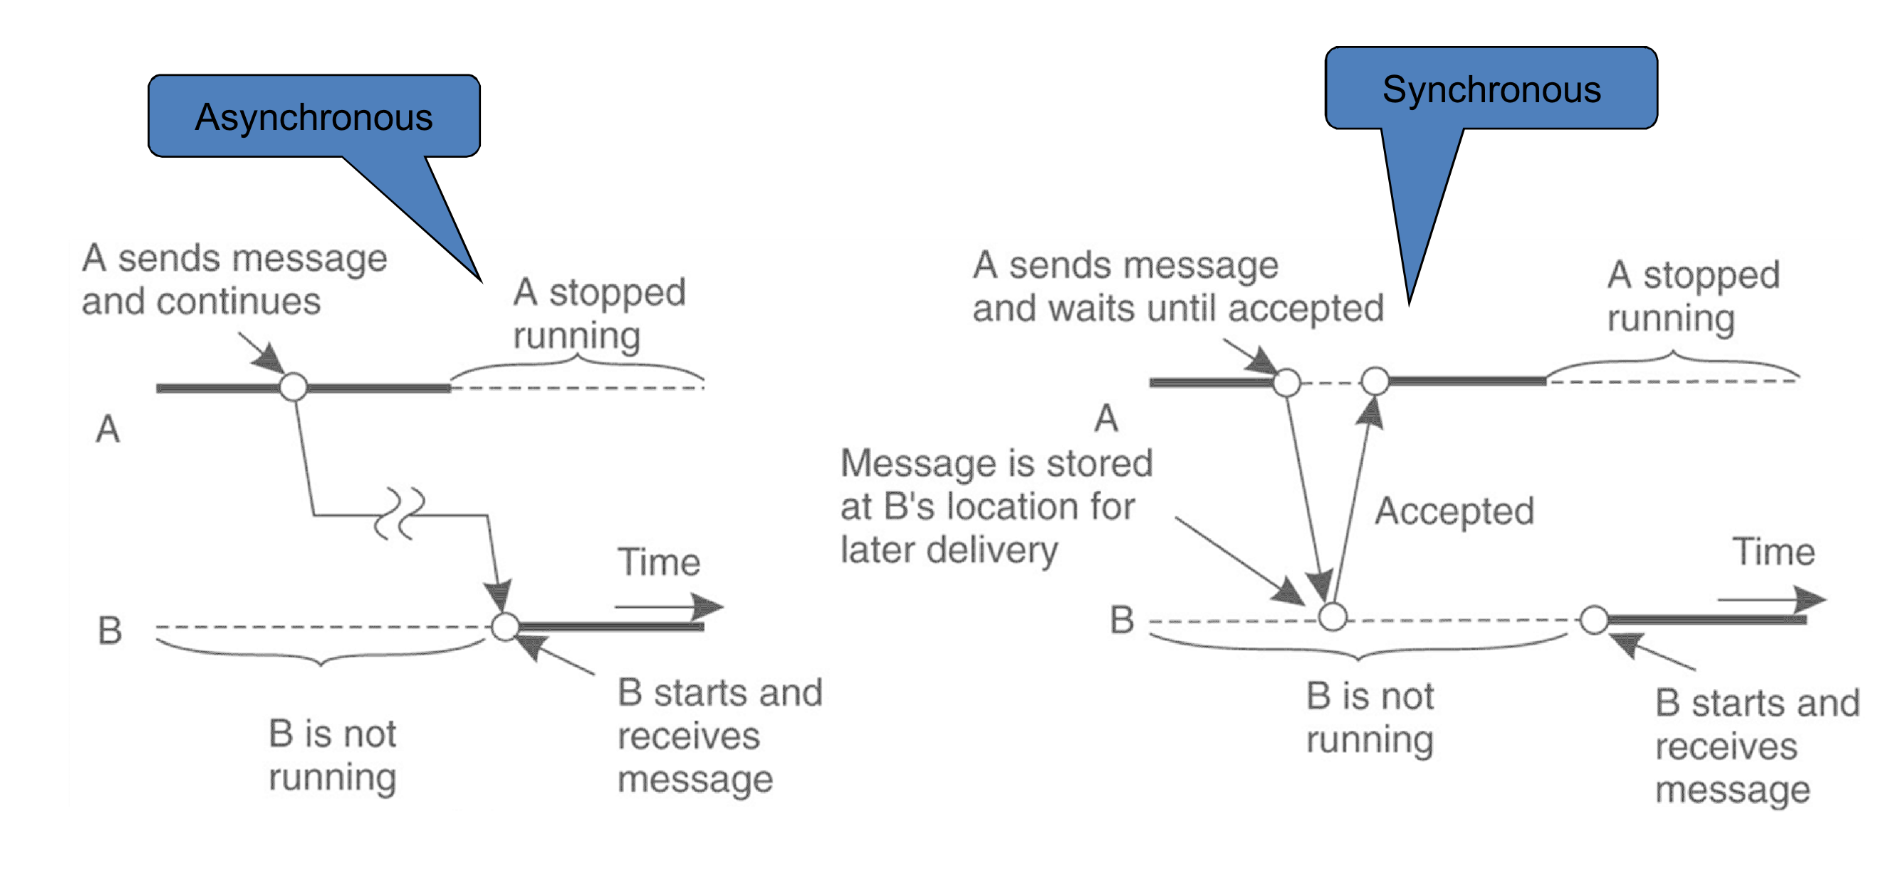 Asynchronous
A sends message
and continues
A stopped
running
A
Time
B
B is not
running
B starts and
receives
message
Synchronous
A sends message
and waits until accepted
A stopped
running
A
Message is stored
at B's location for
later delivery
Accepted
Time
B
B is not
running
B starts and
receives
message